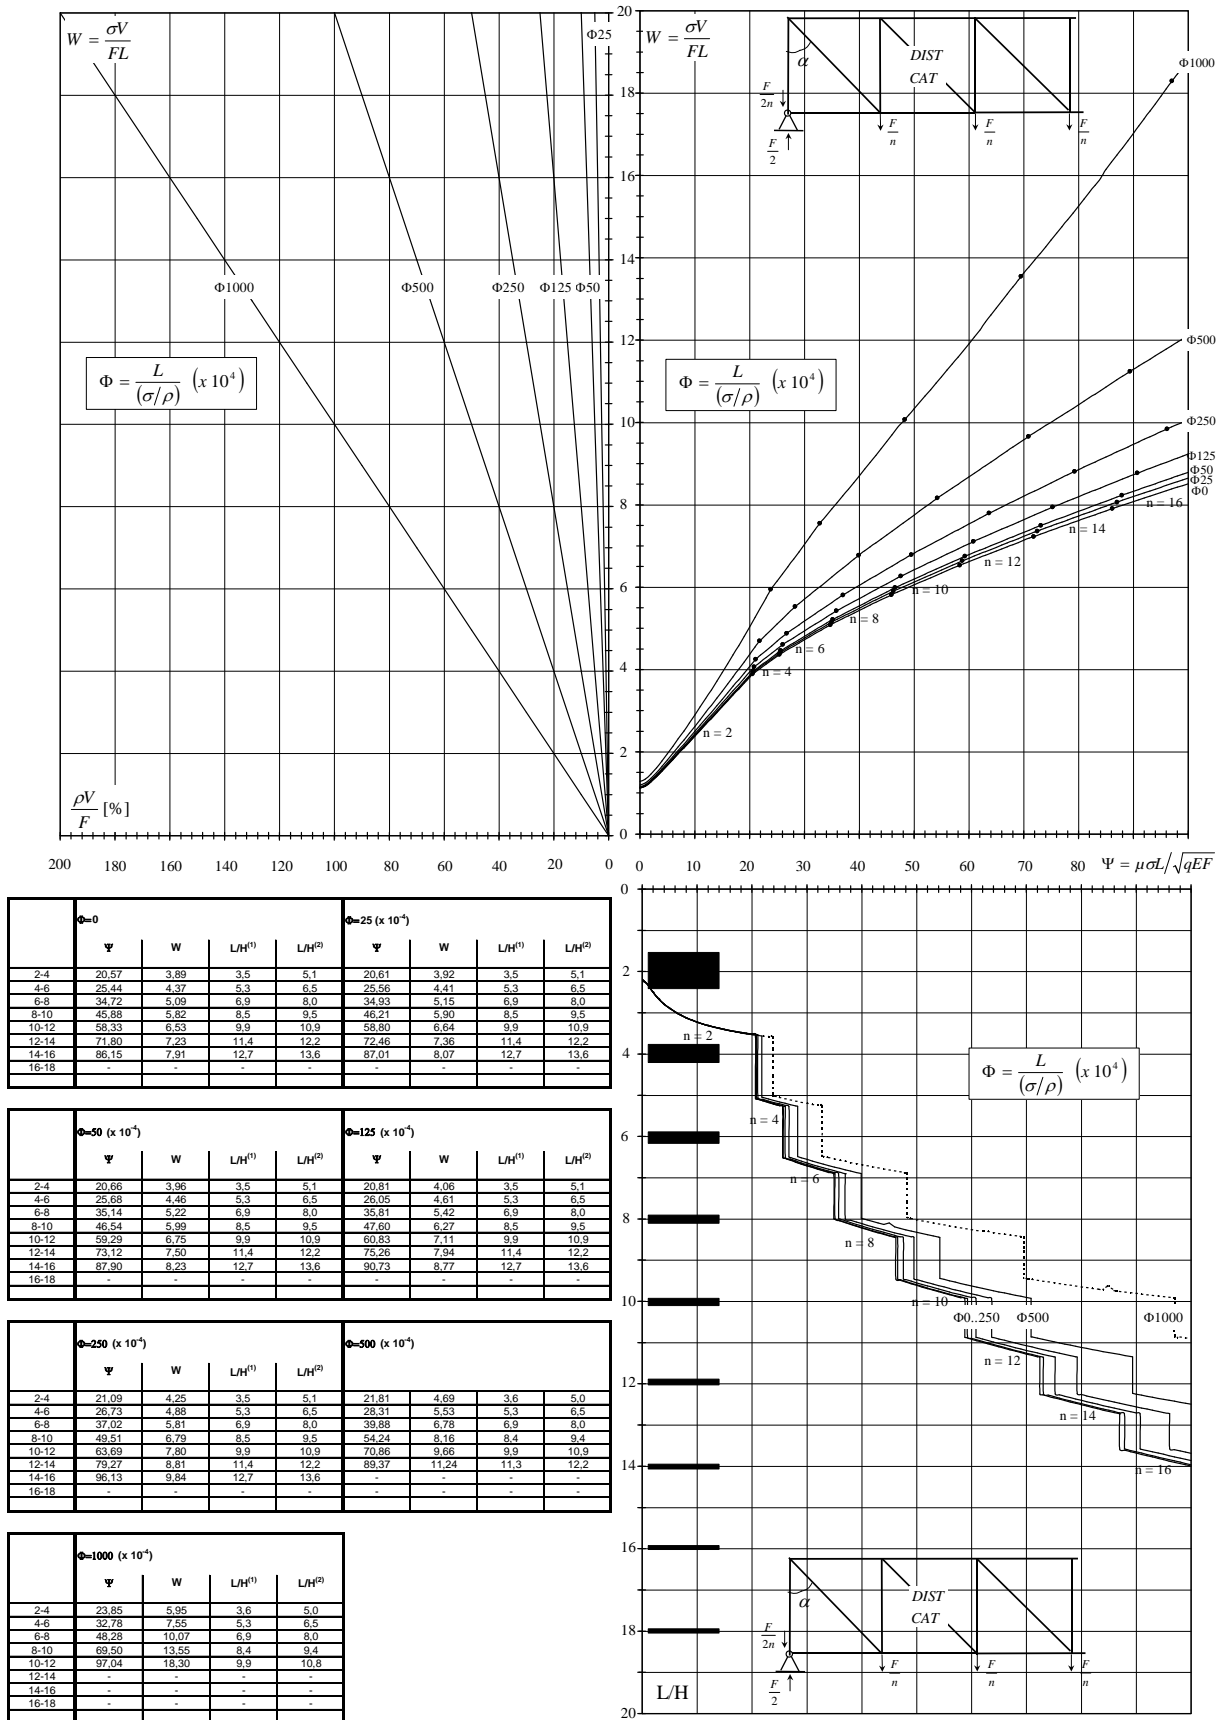 W = σV/FL
Φ25
Φ1000
Φ500
Φ250
Φ125
Φ50
Φ = L/(σ/ρ) (x 10⁴)
ρV/F [%]
200 180 160 140 120 100 80 60 40 20 0
20
18
16
14
12
10
8
6
4
2
0
W = σV/FL
α
DIST
CAT
F/2n
F/2
F/n
F/n
F/n
Φ = L/(σ/ρ) (x 10⁴)
Φ1000
Φ500
Φ250
Φ125
Φ50
Φ25
Φ0
n = 16
n = 14
n = 12
n = 10
n = 8
n = 6
n = 4
n = 2
0 10 20 30 40 50 60 70 80 Ψ = μσL/√qEF
Φ=0 Φ=25 (x 10⁻⁴)
Ψ W L/H⁽¹⁾ L/H⁽²⁾ Ψ W L/H⁽¹⁾ L/H⁽²⁾
2-4 20,57 3,89 3,5 5,1 20,61 3,92 3,5 5,1
4-6 25,44 4,37 5,3 6,5 25,56 4,41 5,3 6,5
6-8 34,72 5,09 6,9 8,0 34,93 5,15 6,9 8,0
8-10 45,88 5,82 8,5 9,5 46,21 5,90 8,5 9,5
10-12 58,33 6,53 9,9 10,9 58,80 6,64 9,9 10,9
12-14 71,80 7,23 11,4 12,2 72,46 7,36 11,4 12,2
14-16 86,15 7,91 12,7 13,6 87,01 8,07 12,7 13,6
16-18 - - - - - - - -
Φ=50 (x 10⁻⁴) Φ=125 (x 10⁻⁴)
Ψ W L/H⁽¹⁾ L/H⁽²⁾ Ψ W L/H⁽¹⁾ L/H⁽²⁾
2-4 20,66 3,96 3,5 5,1 20,81 4,06 3,5 5,1
4-6 25,68 4,46 5,3 6,5 26,05 4,61 5,3 6,5
6-8 35,14 5,22 6,9 8,0 35,81 5,42 6,9 8,0
8-10 46,54 5,99 8,5 9,5 47,60 6,27 8,5 9,5
10-12 59,29 6,75 9,9 10,9 60,83 7,11 9,9 10,9
12-14 73,12 7,50 11,4 12,2 75,26 7,94 11,4 12,2
14-16 87,90 8,23 12,7 13,6 90,73 8,77 12,7 13,6
16-18 - - - - - - - -
Φ=250 (x 10⁻⁴) Φ=500 (x 10⁻⁴)
Ψ W L/H⁽¹⁾ L/H⁽²⁾ Ψ W L/H⁽¹⁾ L/H⁽²⁾
2-4 21,09 4,25 3,5 5,1 21,81 4,69 3,6 5,0
4-6 26,73 4,88 5,3 6,5 28,31 5,53 5,3 6,5
6-8 37,02 5,81 6,9 8,0 39,88 6,78 6,9 8,0
8-10 49,51 6,79 8,5 9,5 54,24 8,16 8,4 9,4
10-12 63,69 7,80 9,9 10,9 70,86 9,66 9,9 10,9
12-14 79,27 8,81 11,4 12,2 89,37 11,24 11,3 12,2
14-16 96,13 9,84 12,7 13,6 - - - -
16-18 - - - - - - - -
Φ=1000 (x 10⁻⁴)
Ψ W L/H⁽¹⁾ L/H⁽²⁾
2-4 23,85 5,95 3,6 5,0
4-6 32,78 7,55 5,3 6,5
6-8 48,28 10,07 6,9 8,0
8-10 69,50 13,55 8,4 9,4
10-12 97,04 18,30 9,9 10,8
12-14 - - - -
14-16 - - - -
16-18 - - - -
0
2
4
6
8
10
12
14
16
18
20
n = 2
n = 4
n = 6
n = 8
n = 10
n = 12
n = 14
n = 16
Φ = L/(σ/ρ) (x 10⁴)
Φ0..250 Φ500 Φ1000
α
DIST
CAT
F/2n
F/2
F/n
F/n
F/n
L/H